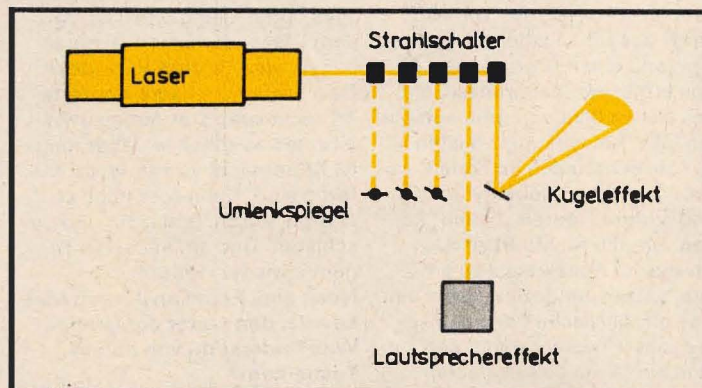 Strahlschalter
Laser
Umlenkspiegel
Kugeleffekt
Lautsprechereffekt